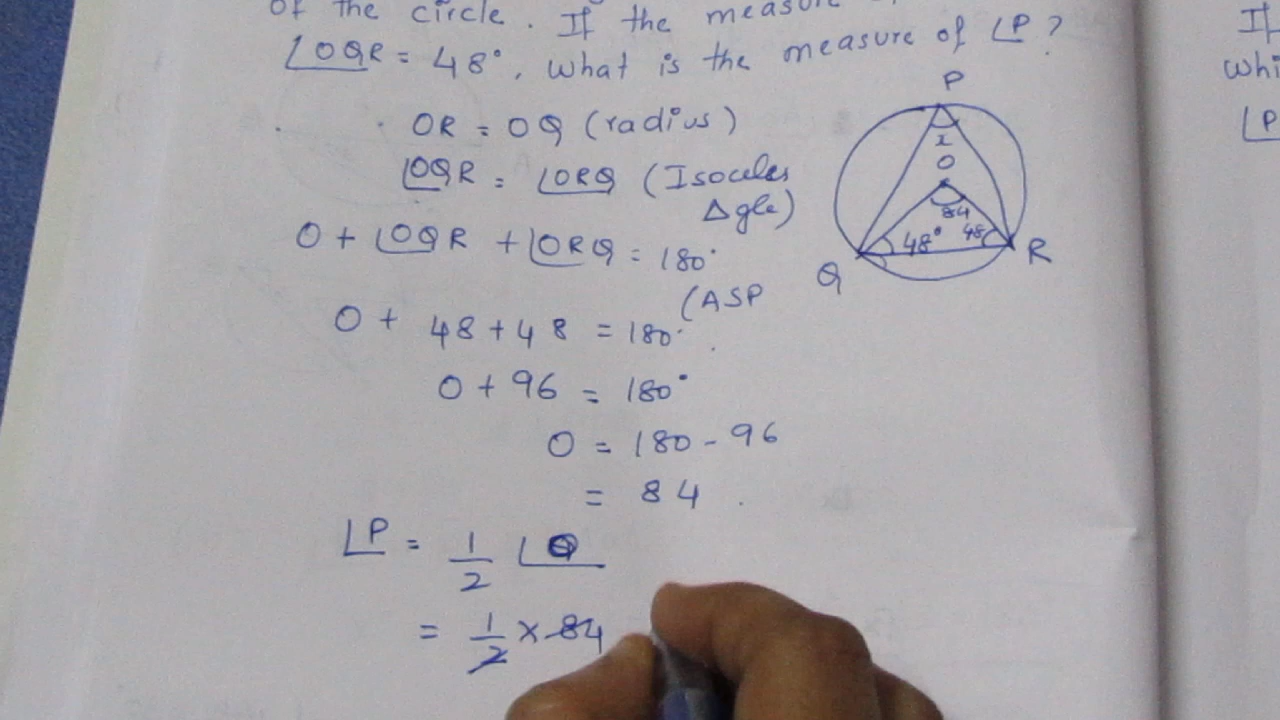 of the circle. If the measure
∠OQR = 48°, what is the measure of ∠P?
OR = OQ (radius)
∠OQR = ∠ORQ (Isoceles
Δgle)
O + ∠OQR + ∠ORQ = 180°
(ASP
O + 48 + 48 = 180°.
O + 96 = 180°
O = 180 - 96
= 84.
∠P = 1/2 ∠O
= 1/2 × 84
P
x
O
84
48° 48
Q R
If
whi
∠P